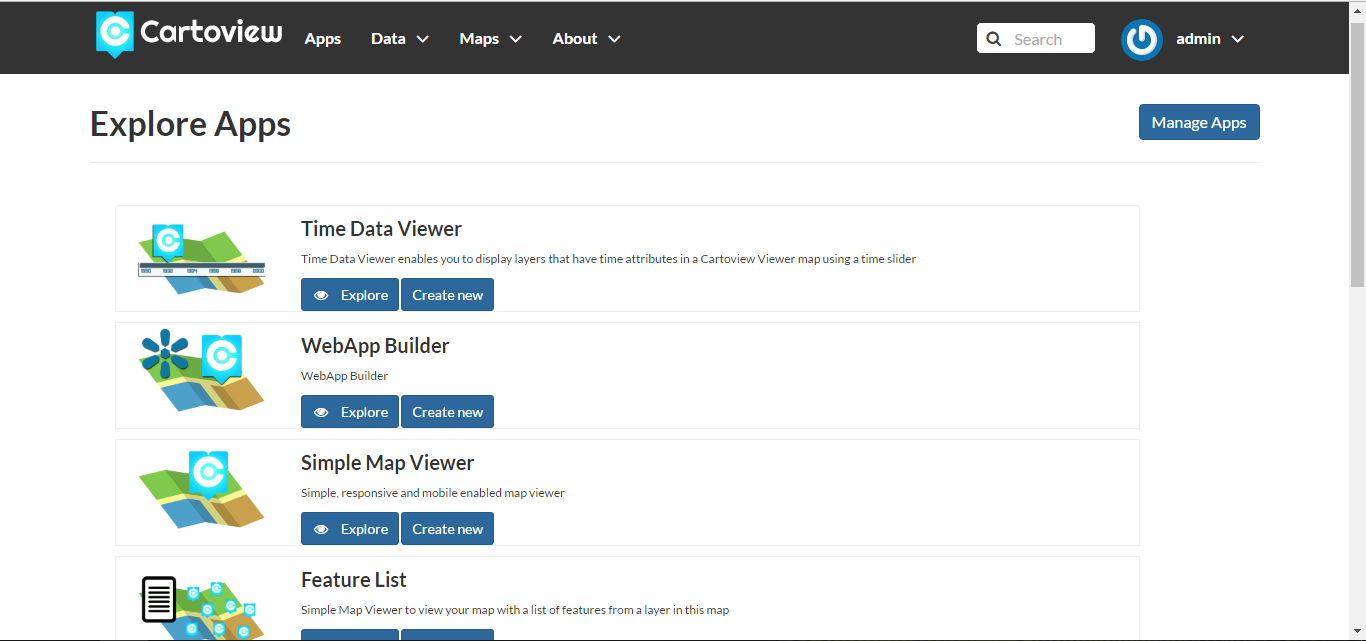 Cartoview Apps Data Maps About Search admin
Explore Apps
Manage Apps
Time Data Viewer
Time Data Viewer enables you to display layers that have time attributes in a Cartoview Viewer map using a time slider
Explore Create new
WebApp Builder
WebApp Builder
Explore Create new
Simple Map Viewer
Simple, responsive and mobile enabled map viewer
Explore Create new
Feature List
Simple Map Viewer to view your map with a list of features from a layer in this map